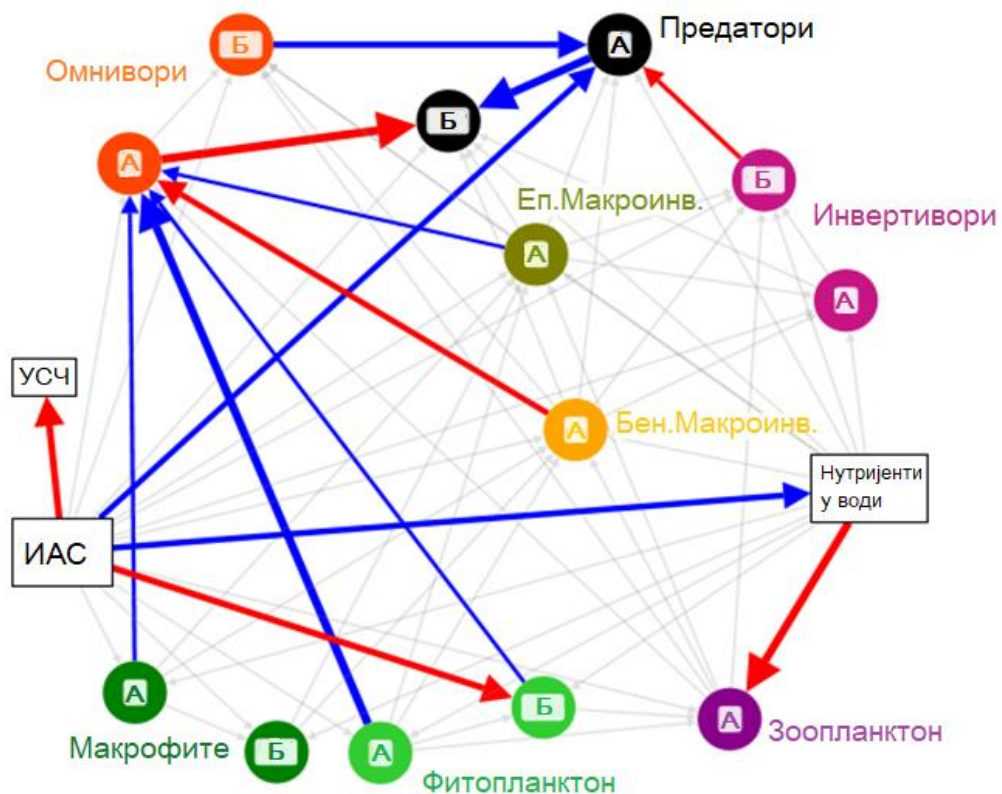 Б
А
Предатори
Омнивори
Б
А
Б
Еп.Макроинв.
Инвертивори
А
А
УСЧ
А
Бен.Макроинв.
Нутријенти
у води
ИАС
А
Б
А
Б
А
Макрофите
Фитопланктон
Зоопланктон